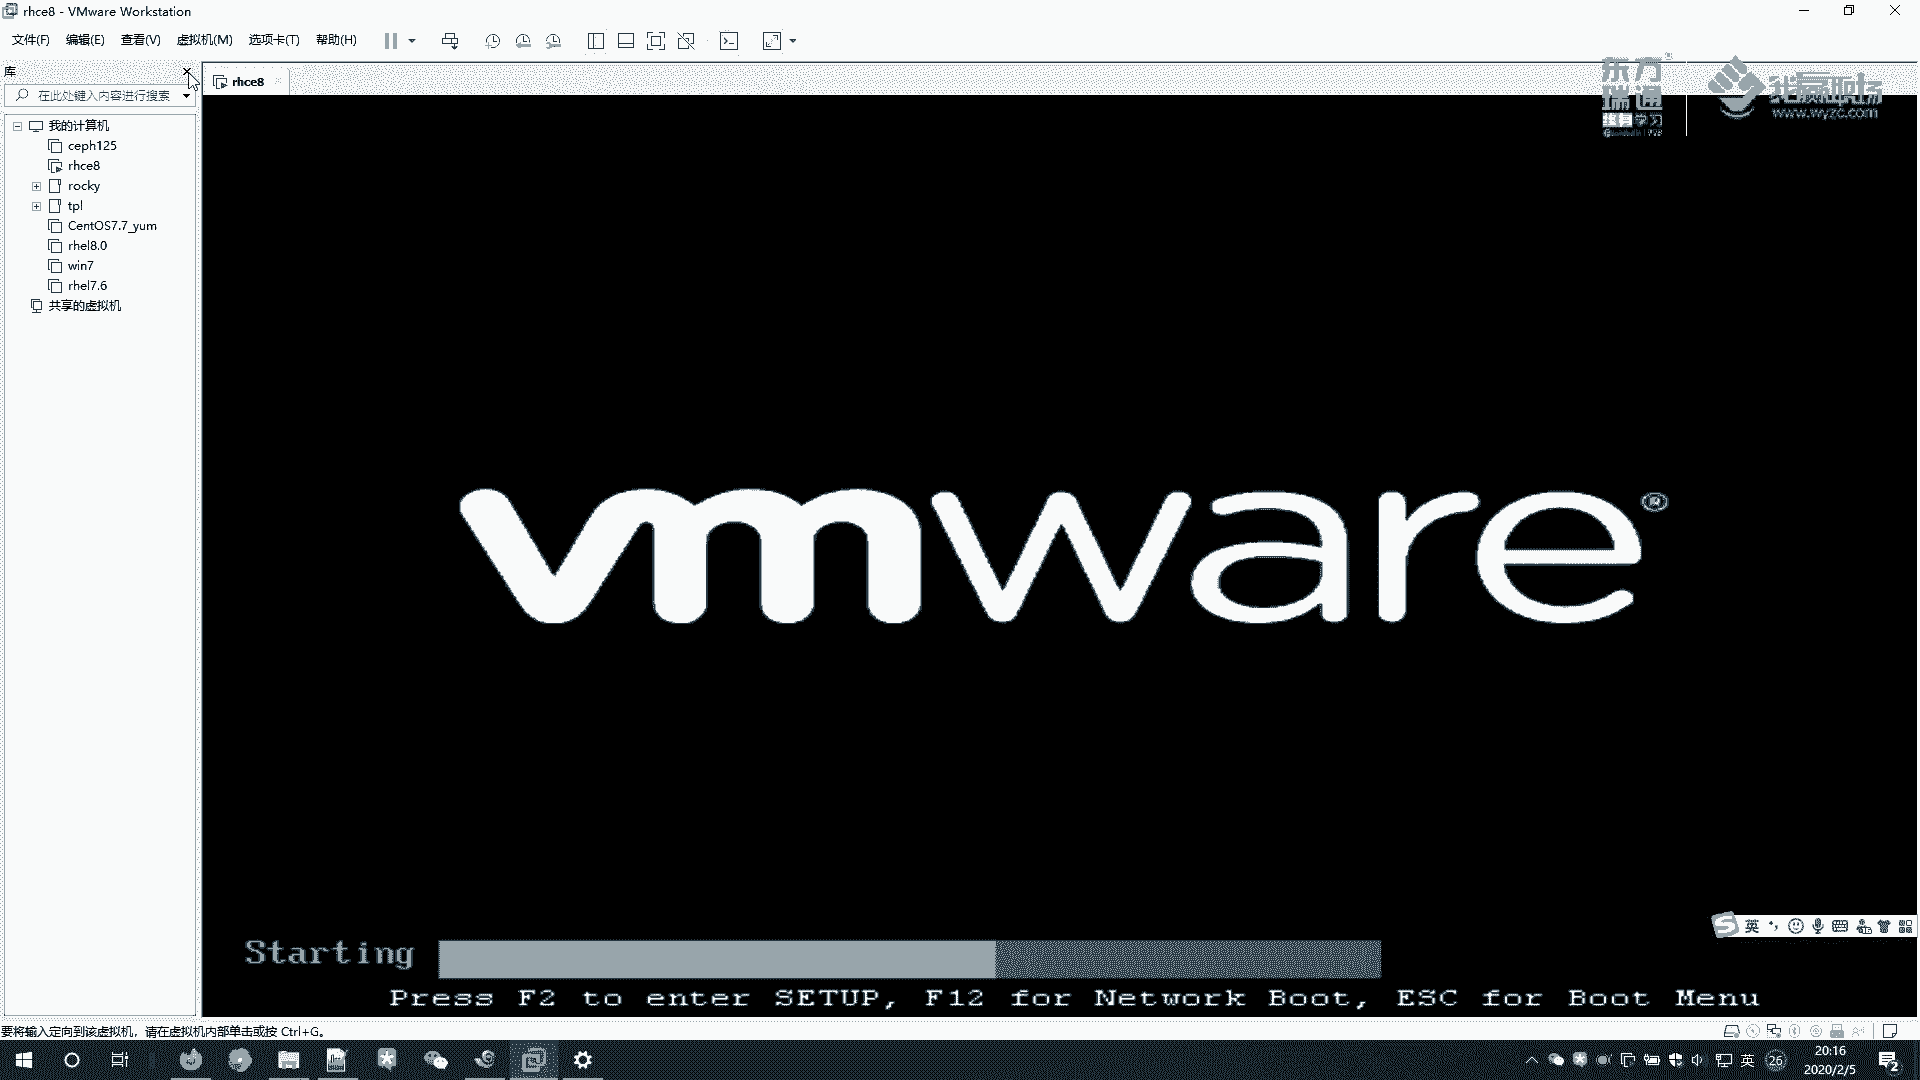 rhce8 - VMware Workstation
文件(F) 编辑(E) 查看(V) 虚拟机(M) 选项卡(T) 帮助(H)
库
在此处键入内容进行搜索
rhce8
东方瑞通
终身学习
我赢职场
www.wyzc.com
我的计算机
ceph125
rhce8
rocky
tpl
CentOS7.7_yum
rhel8.0
win7
rhel7.6
共享的虚拟机
vmware®
英
Starting
Press F2 to enter SETUP, F12 for Network Boot, ESC for Boot Menu
要将输入定向到该虚拟机，请在虚拟机内部单击或按 Ctrl+G。
英 26 20:16
2020/2/5
2